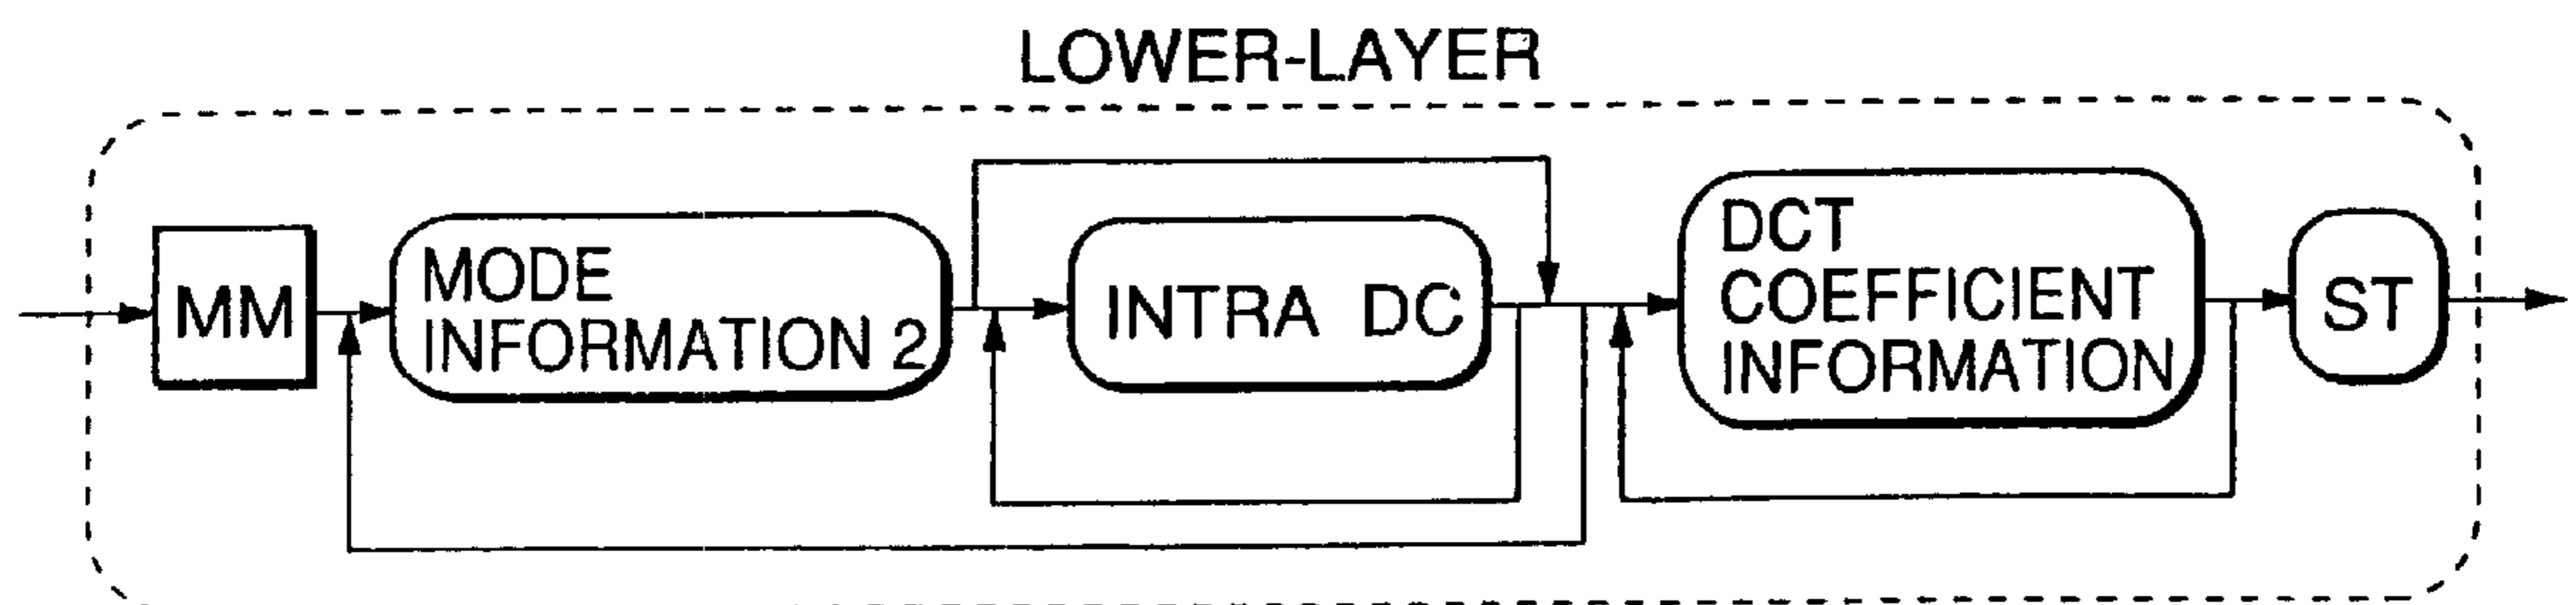 LOWER-LAYER
MM
MODE
INFORMATION 2
INTRA DC
DCT
COEFFICIENT
INFORMATION
ST